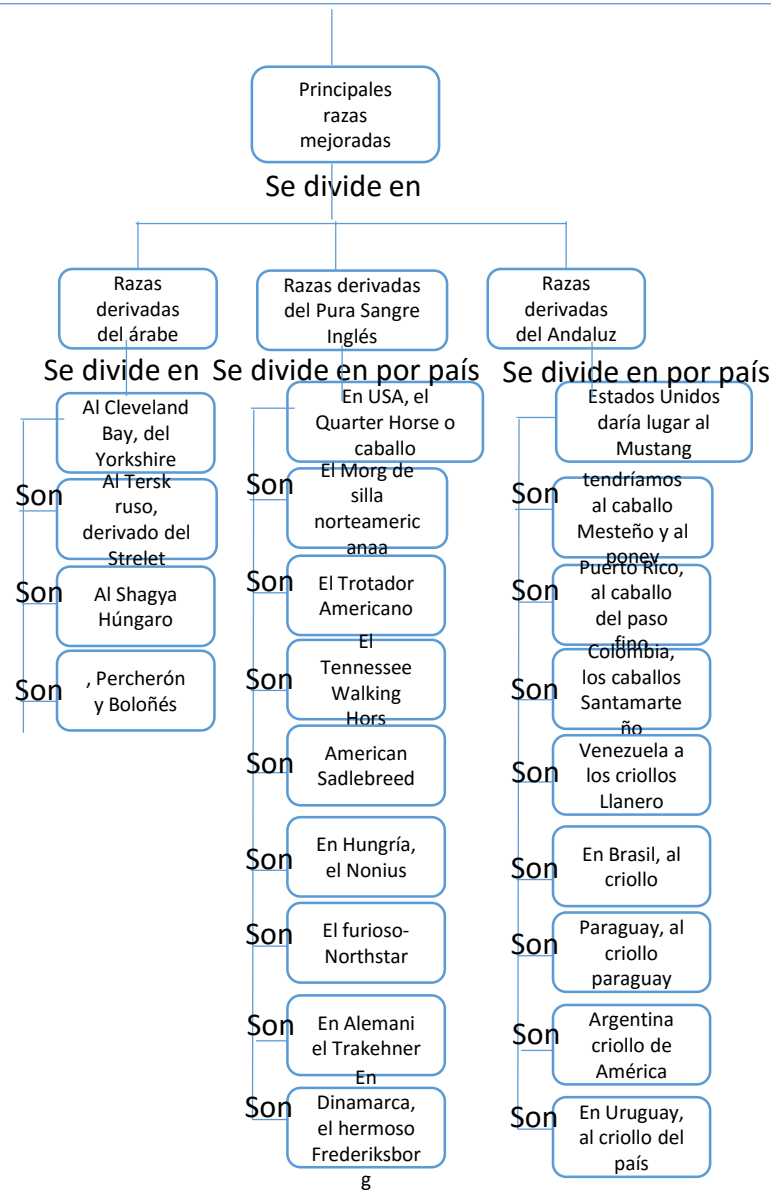 Principales
razas
mejoradas
Se divide en
Razas
derivadas
del árabe
Se divide en
Al Cleveland
Bay, del
Yorkshire
Son
Al Tersk
ruso,
derivado del
Strelet
Son
Al Shagya
Húngaro
Son
, Percherón
y Boloñés
Razas derivadas
del Pura Sangre
Inglés
Se divide en por país
En USA, el
Quarter Horse o
caballo
Son
El Morg de
silla
norteameric
anaa
Son
El Trotador
Americano
Son
El
Tennessee
Walking
Hors
Son
American
Sadlebreed
Son
En Hungría,
el Nonius
Son
El furioso-
Northstar
Son
En Alemani
el Trakehner
Son
En
Dinamarca,
el hermoso
Frederiksbor
g
Razas
derivadas
del Andaluz
Se divide en por país
Estados Unidos
daría lugar al
Mustang
Son
tendríamos
al caballo
Mesteño y al
poney
Son
Puerto Rico,
al caballo
del paso
fino
Son
Colombia,
los caballos
Santamarte
ño
Son
Venezuela a
los criollos
Llanero
Son
En Brasil, al
criollo
Son
Paraguay, al
criollo
paraguay
Son
Argentina
criollo de
América
Son
En Uruguay,
al criollo del
país